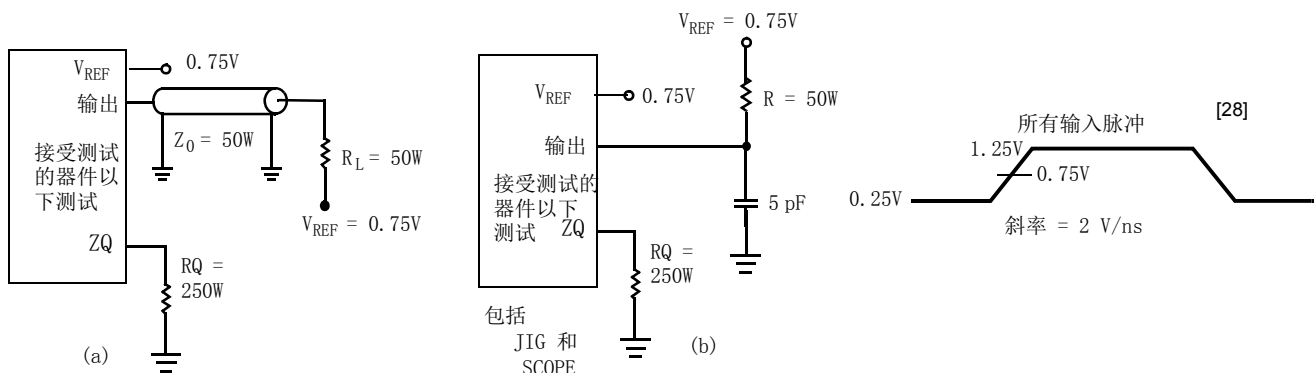 V_REF
0.75V
输出
Z_0 = 50W
接受测试
的器件以
下测试
R_L = 50W
V_REF = 0.75V
ZQ
RQ =
250W
(a)
V_REF = 0.75V
V_REF
0.75V
R = 50W
输出
接受测试的
器件以下
测试
ZQ
5 pF
RQ =
250W
包括
JIG 和
SCOPE
(b)
[28]
所有输入脉冲
1.25V
0.75V
0.25V
斜率 = 2 V/ns